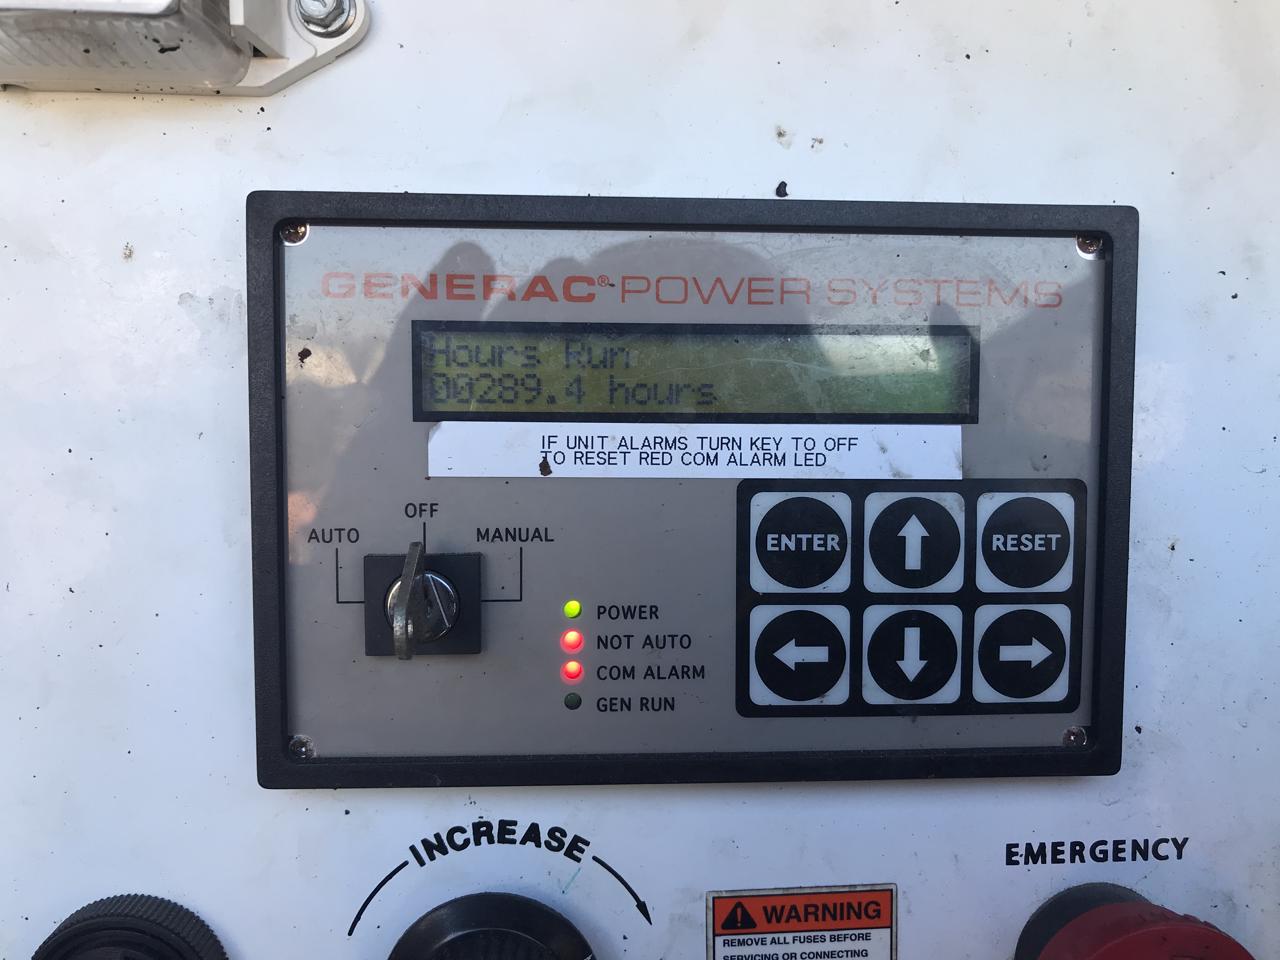 GENERAC® POWER SYSTEMS
Hours Run
00289.4 hours
IF UNIT ALARMS TURN KEY TO OFF
TO RESET RED COM ALARM LED
OFF
AUTO
MANUAL
ENTER
RESET
POWER
NOT AUTO
COM ALARM
GEN RUN
INCREASE
EMERGENCY
WARNING
REMOVE ALL FUSES BEFORE
SERVICING OR CONNECTING